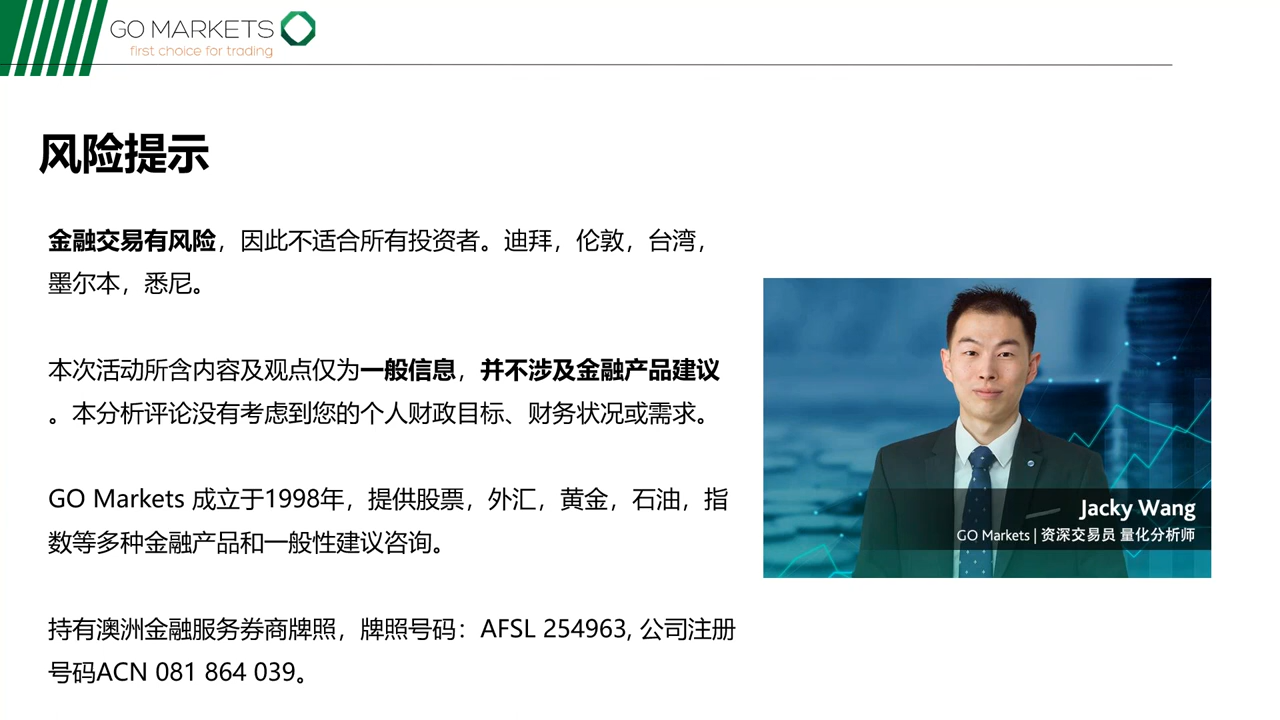 GO MARKETS
first choice for trading
风险提示
金融交易有风险，因此不适合所有投资者。迪拜，伦敦，台湾，
墨尔本，悉尼。
本次活动所含内容及观点仅为一般信息，并不涉及金融产品建议
。本分析评论没有考虑到您的个人财政目标、财务状况或需求。
GO Markets 成立于1998年，提供股票，外汇，黄金，石油，指
数等多种金融产品和一般性建议咨询。
持有澳洲金融服务券商牌照，牌照号码：AFSL 254963, 公司注册
号码ACN 081 864 039。
Jacky Wang
GO Markets | 资深交易员 量化分析师